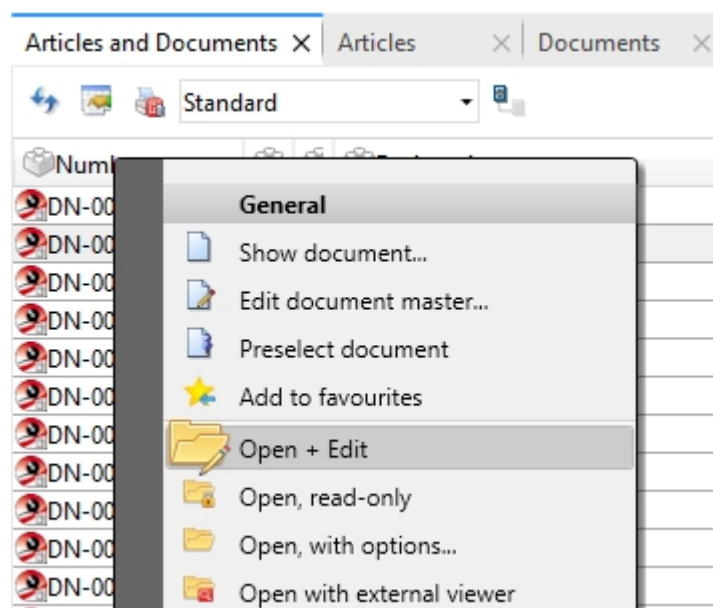 Articles and Documents
Articles
Documents
Standard
General
DN-00
Show document...
DN-00
Edit document master...
DN-00
DN-00
Preselect document
DN-00
Add to favourites
DN-00
Open + Edit
DN-00
DN-00
Open, read-only
DN-00
Open, with options...
DN-00
Open with external viewer
DN-00